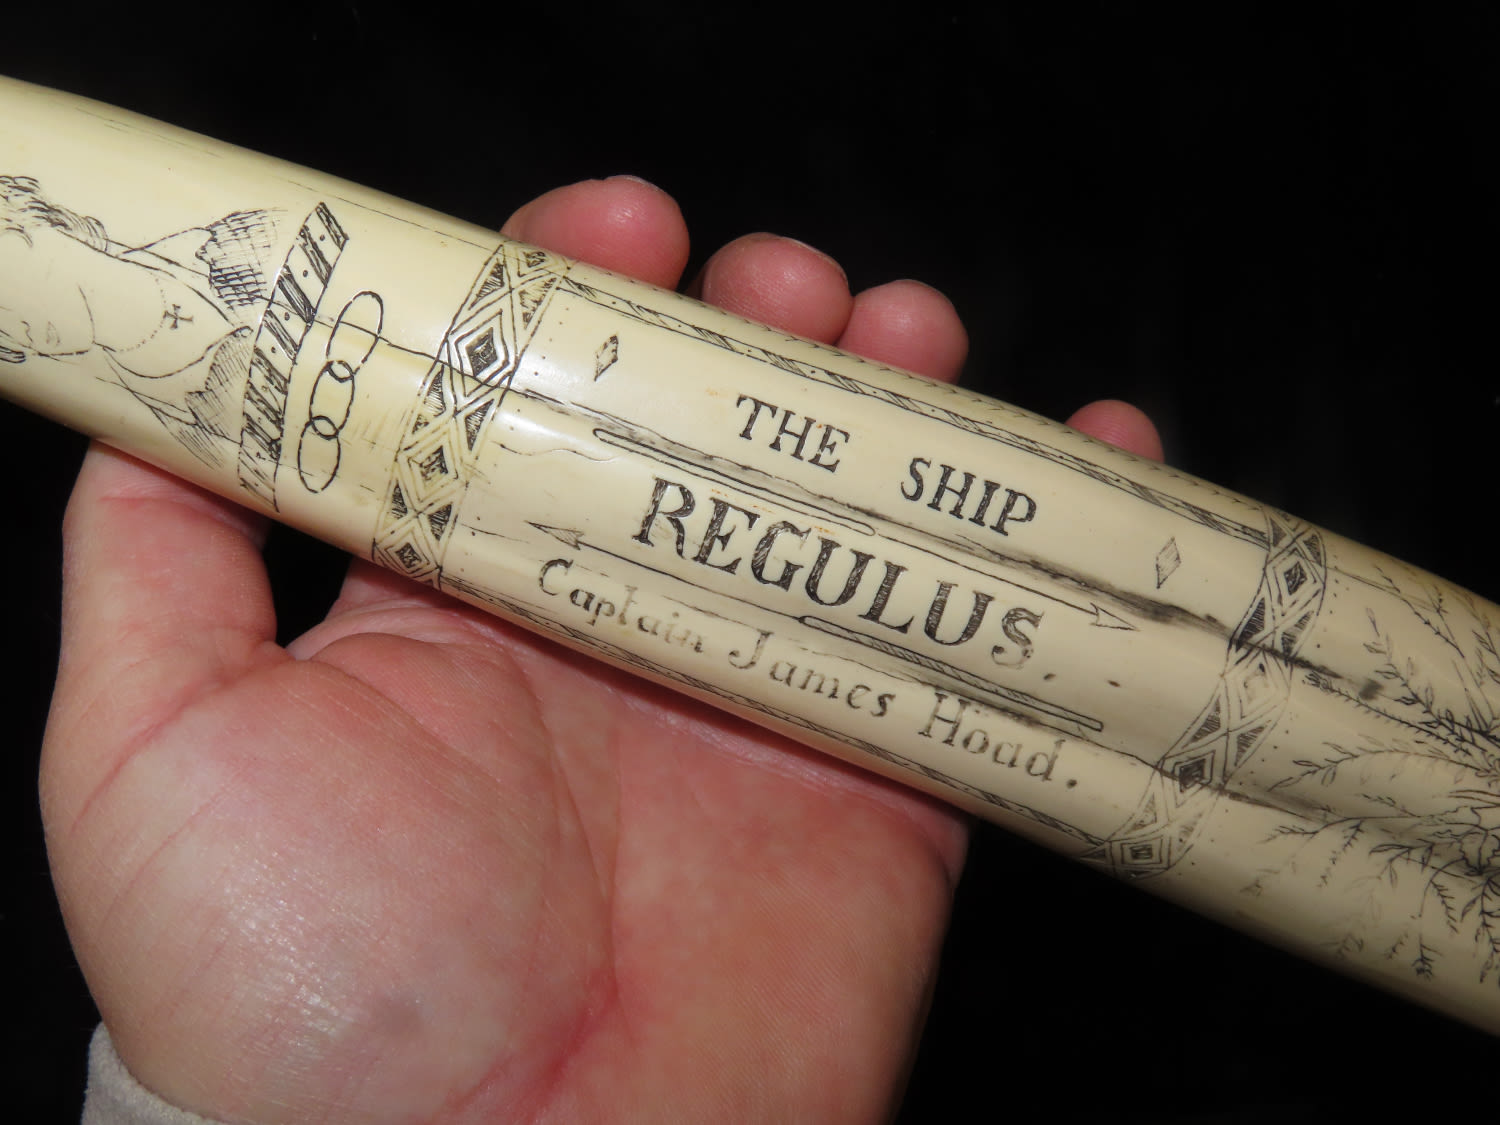 THE SHIP
REGULUS.
Captain James Hoad.